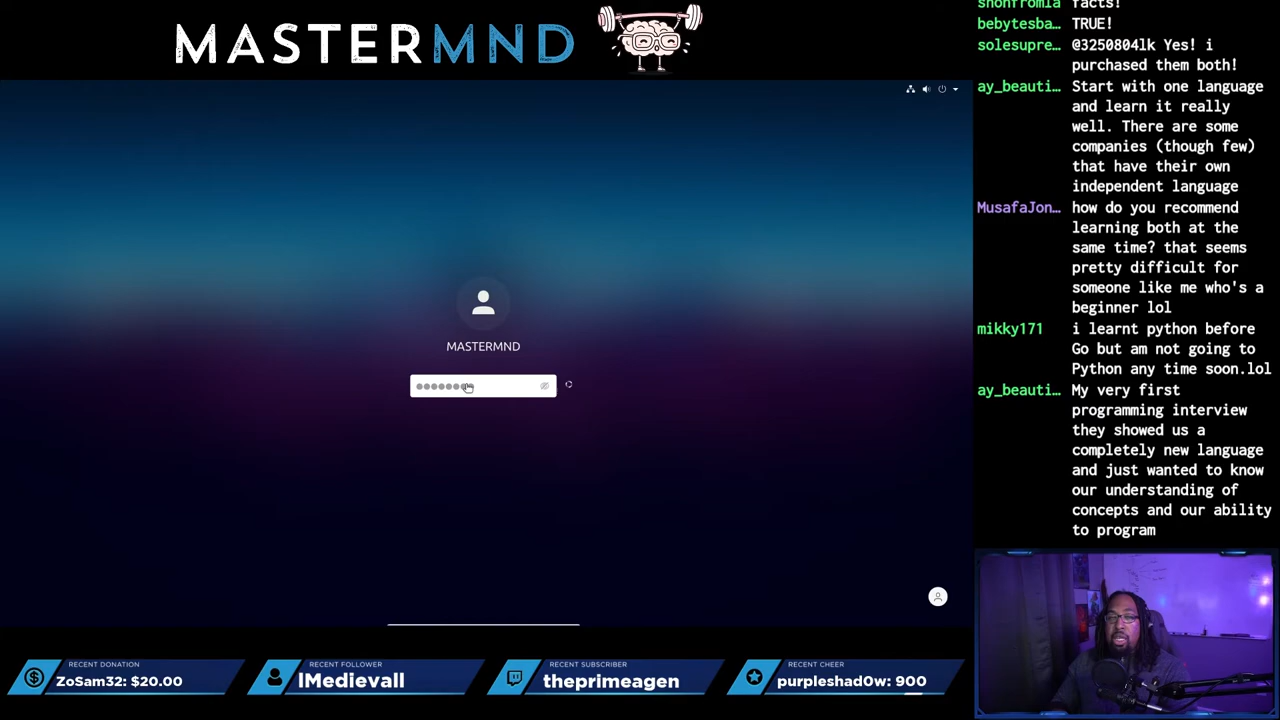 MASTERMND
MASTERMND
shonfromla facts!
bebytesba… TRUE!
solesupre… @3250804lk Yes! i
purchased them both!
ay_beauti… Start with one language
and learn it really
well. There are some
companies (though few)
that have their own
independent language
MusafaJon… how do you recommend
learning both at the
same time? that seems
pretty difficult for
someone like me who's a
beginner lol
mikky171 i learnt python before
Go but am not going to
Python any time soon.lol
ay_beauti… My very first
programming interview
they showed us a
completely new language
and just wanted to know
our understanding of
concepts and our ability
to program
RECENT DONATION
ZoSam32: $20.00
RECENT FOLLOWER
lMedievall
RECENT SUBSCRIBER
theprimeagen
RECENT CHEER
purpleshad0w: 900